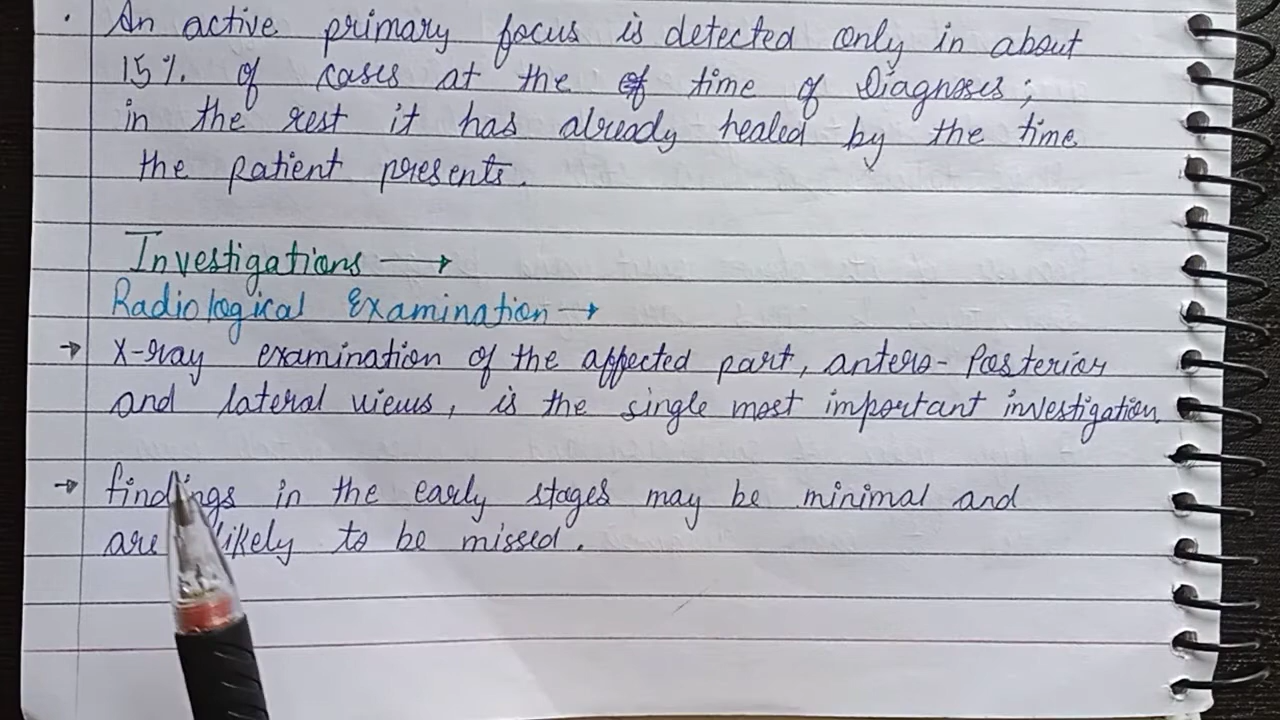 · An active primary focus is detected only in about
15% of cases at the of time of Diagnosis;
in the rest it has already healed by the time
the patient presents.
Investigations →
Radiological Examination →
→ X-ray examination of the affected part, antero-Posterior
and lateral views, is the single most important investigation.
→ findings in the early stages may be minimal and
are likely to be missed.